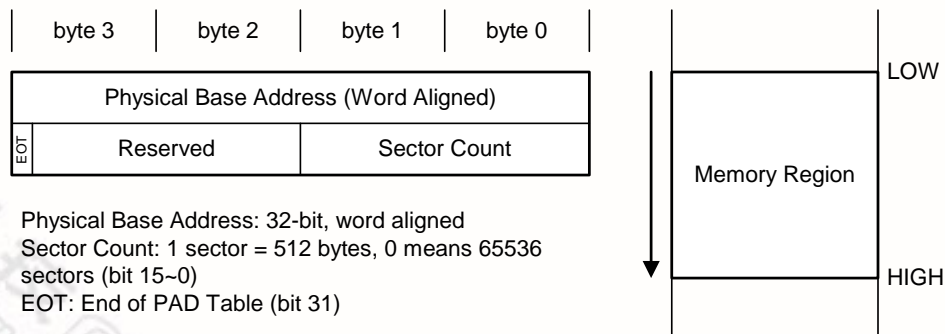 byte 3 byte 2 byte 1 byte 0
LOW
Physical Base Address (Word Aligned)
EOT Reserved Sector Count
Memory Region
Physical Base Address: 32-bit, word aligned
Sector Count: 1 sector = 512 bytes, 0 means 65536
sectors (bit 15~0)
EOT: End of PAD Table (bit 31)
HIGH